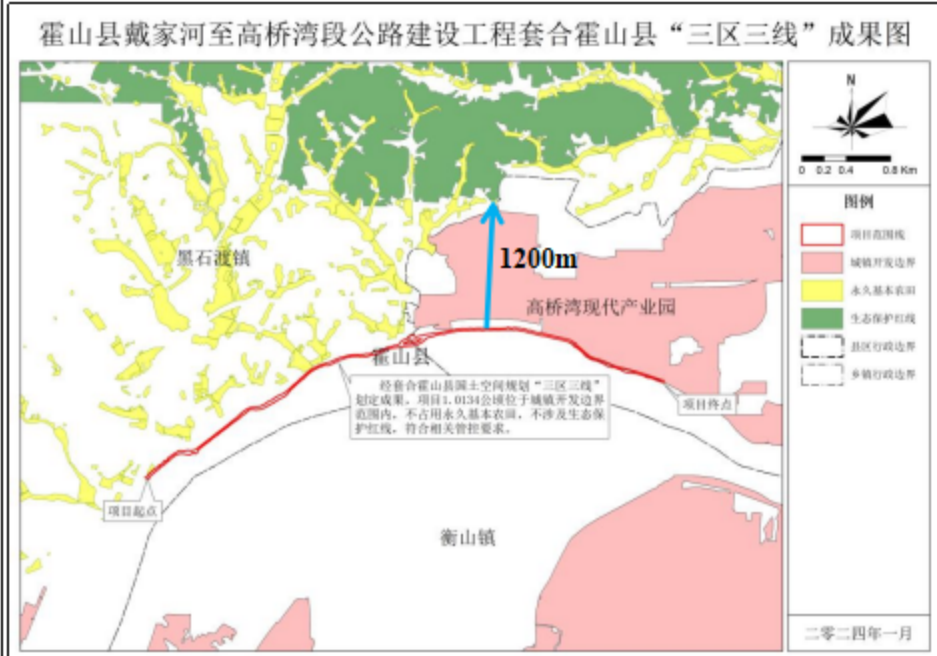 霍山县戴家河至高桥湾段公路建设工程套合霍山县“三区三线”成果图
N
0 0.2 0.4 0.8 Km
图例
项目范围线
城镇开发边界
永久基本农田
生态保护红线
县区行政边界
乡镇行政边界
黑石渡镇
1200m
高桥湾现代产业园
霍山县
经套合霍山县国土空间规划“三区三线”
划定成果，项目1.0134公顷位于城镇开发边界
范围内，不占用永久基本农田，不涉及生态保
护红线，符合相关管控要求。
项目终点
项目起点
衡山镇
二零二四年一月